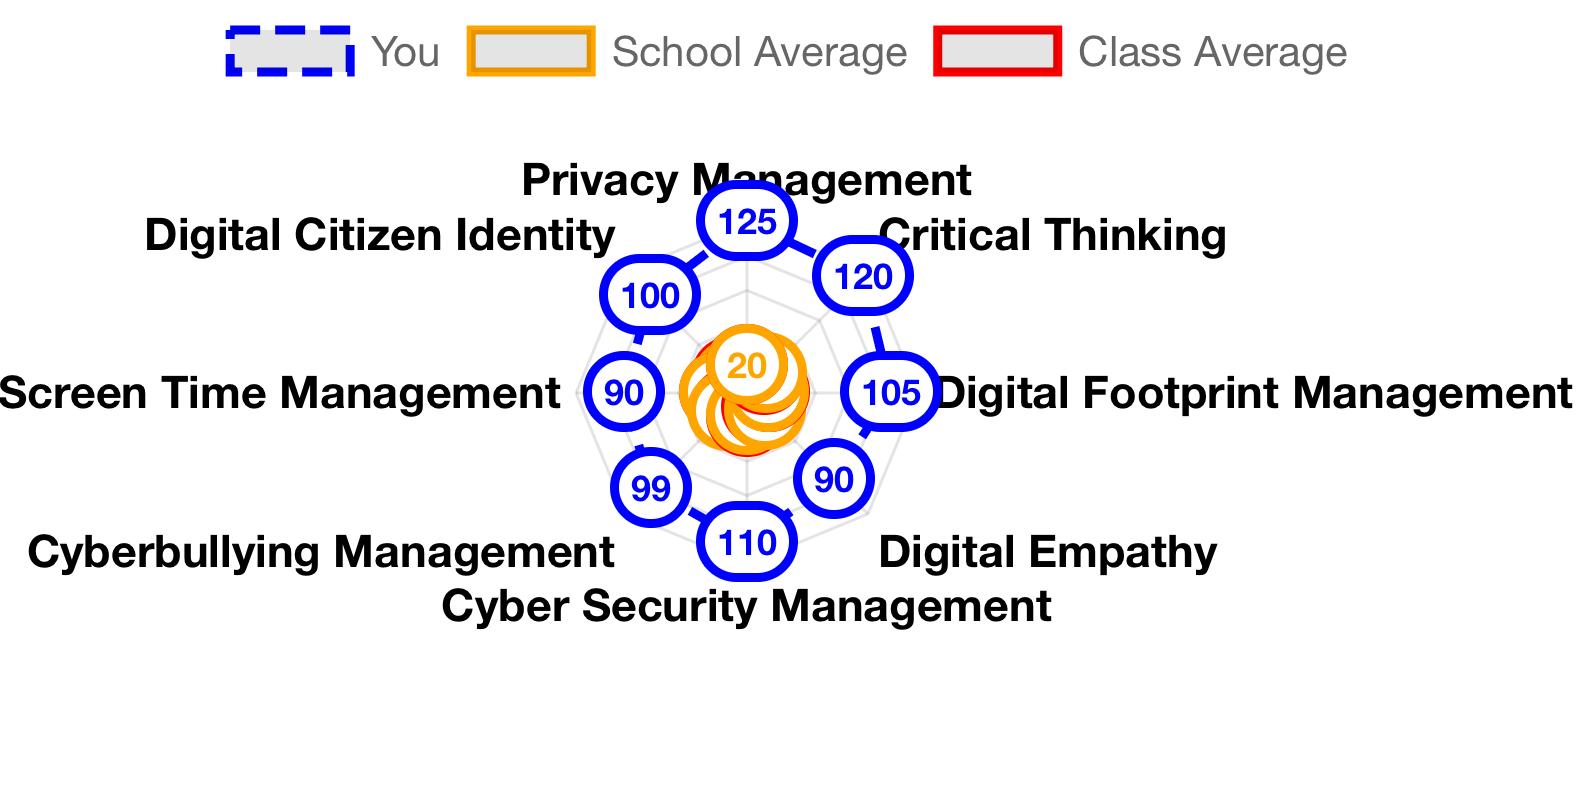 You School Average Class Average
Privacy Management
Digital Citizen Identity Critical Thinking
125
120
100
20
Screen Time Management 90 105 Digital Footprint Management
99 90
110
Cyberbullying Management Digital Empathy
Cyber Security Management